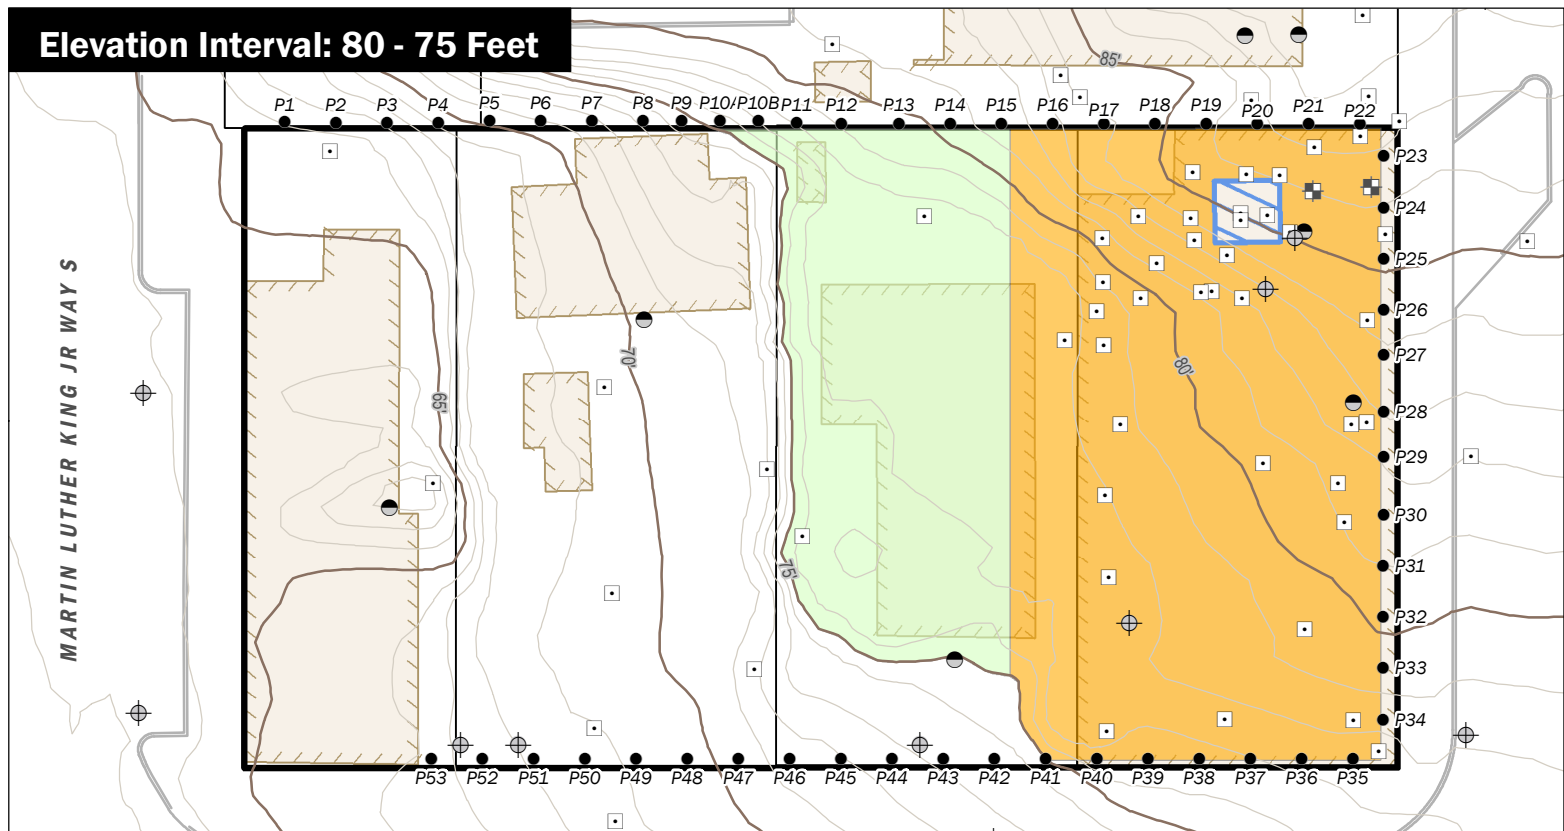 Elevation Interval: 80 - 75 Feet
85'
P1 P2 P3 P4 P5 P6 P7 P8 P9 P10A P10B P11 P12 P13 P14 P15 P16 P17 P18 P19 P20 P21 P22
P23
P24
P25
P26
P27
P28
P29
P30
P31
P32
P33
P34
MARTIN LUTHER KING JR WAY S
65'
70'
75'
80'
P53 P52 P51 P50 P49 P48 P47 P46 P45 P44 P43 P42 P41 P40 P39 P38 P37 P36 P35